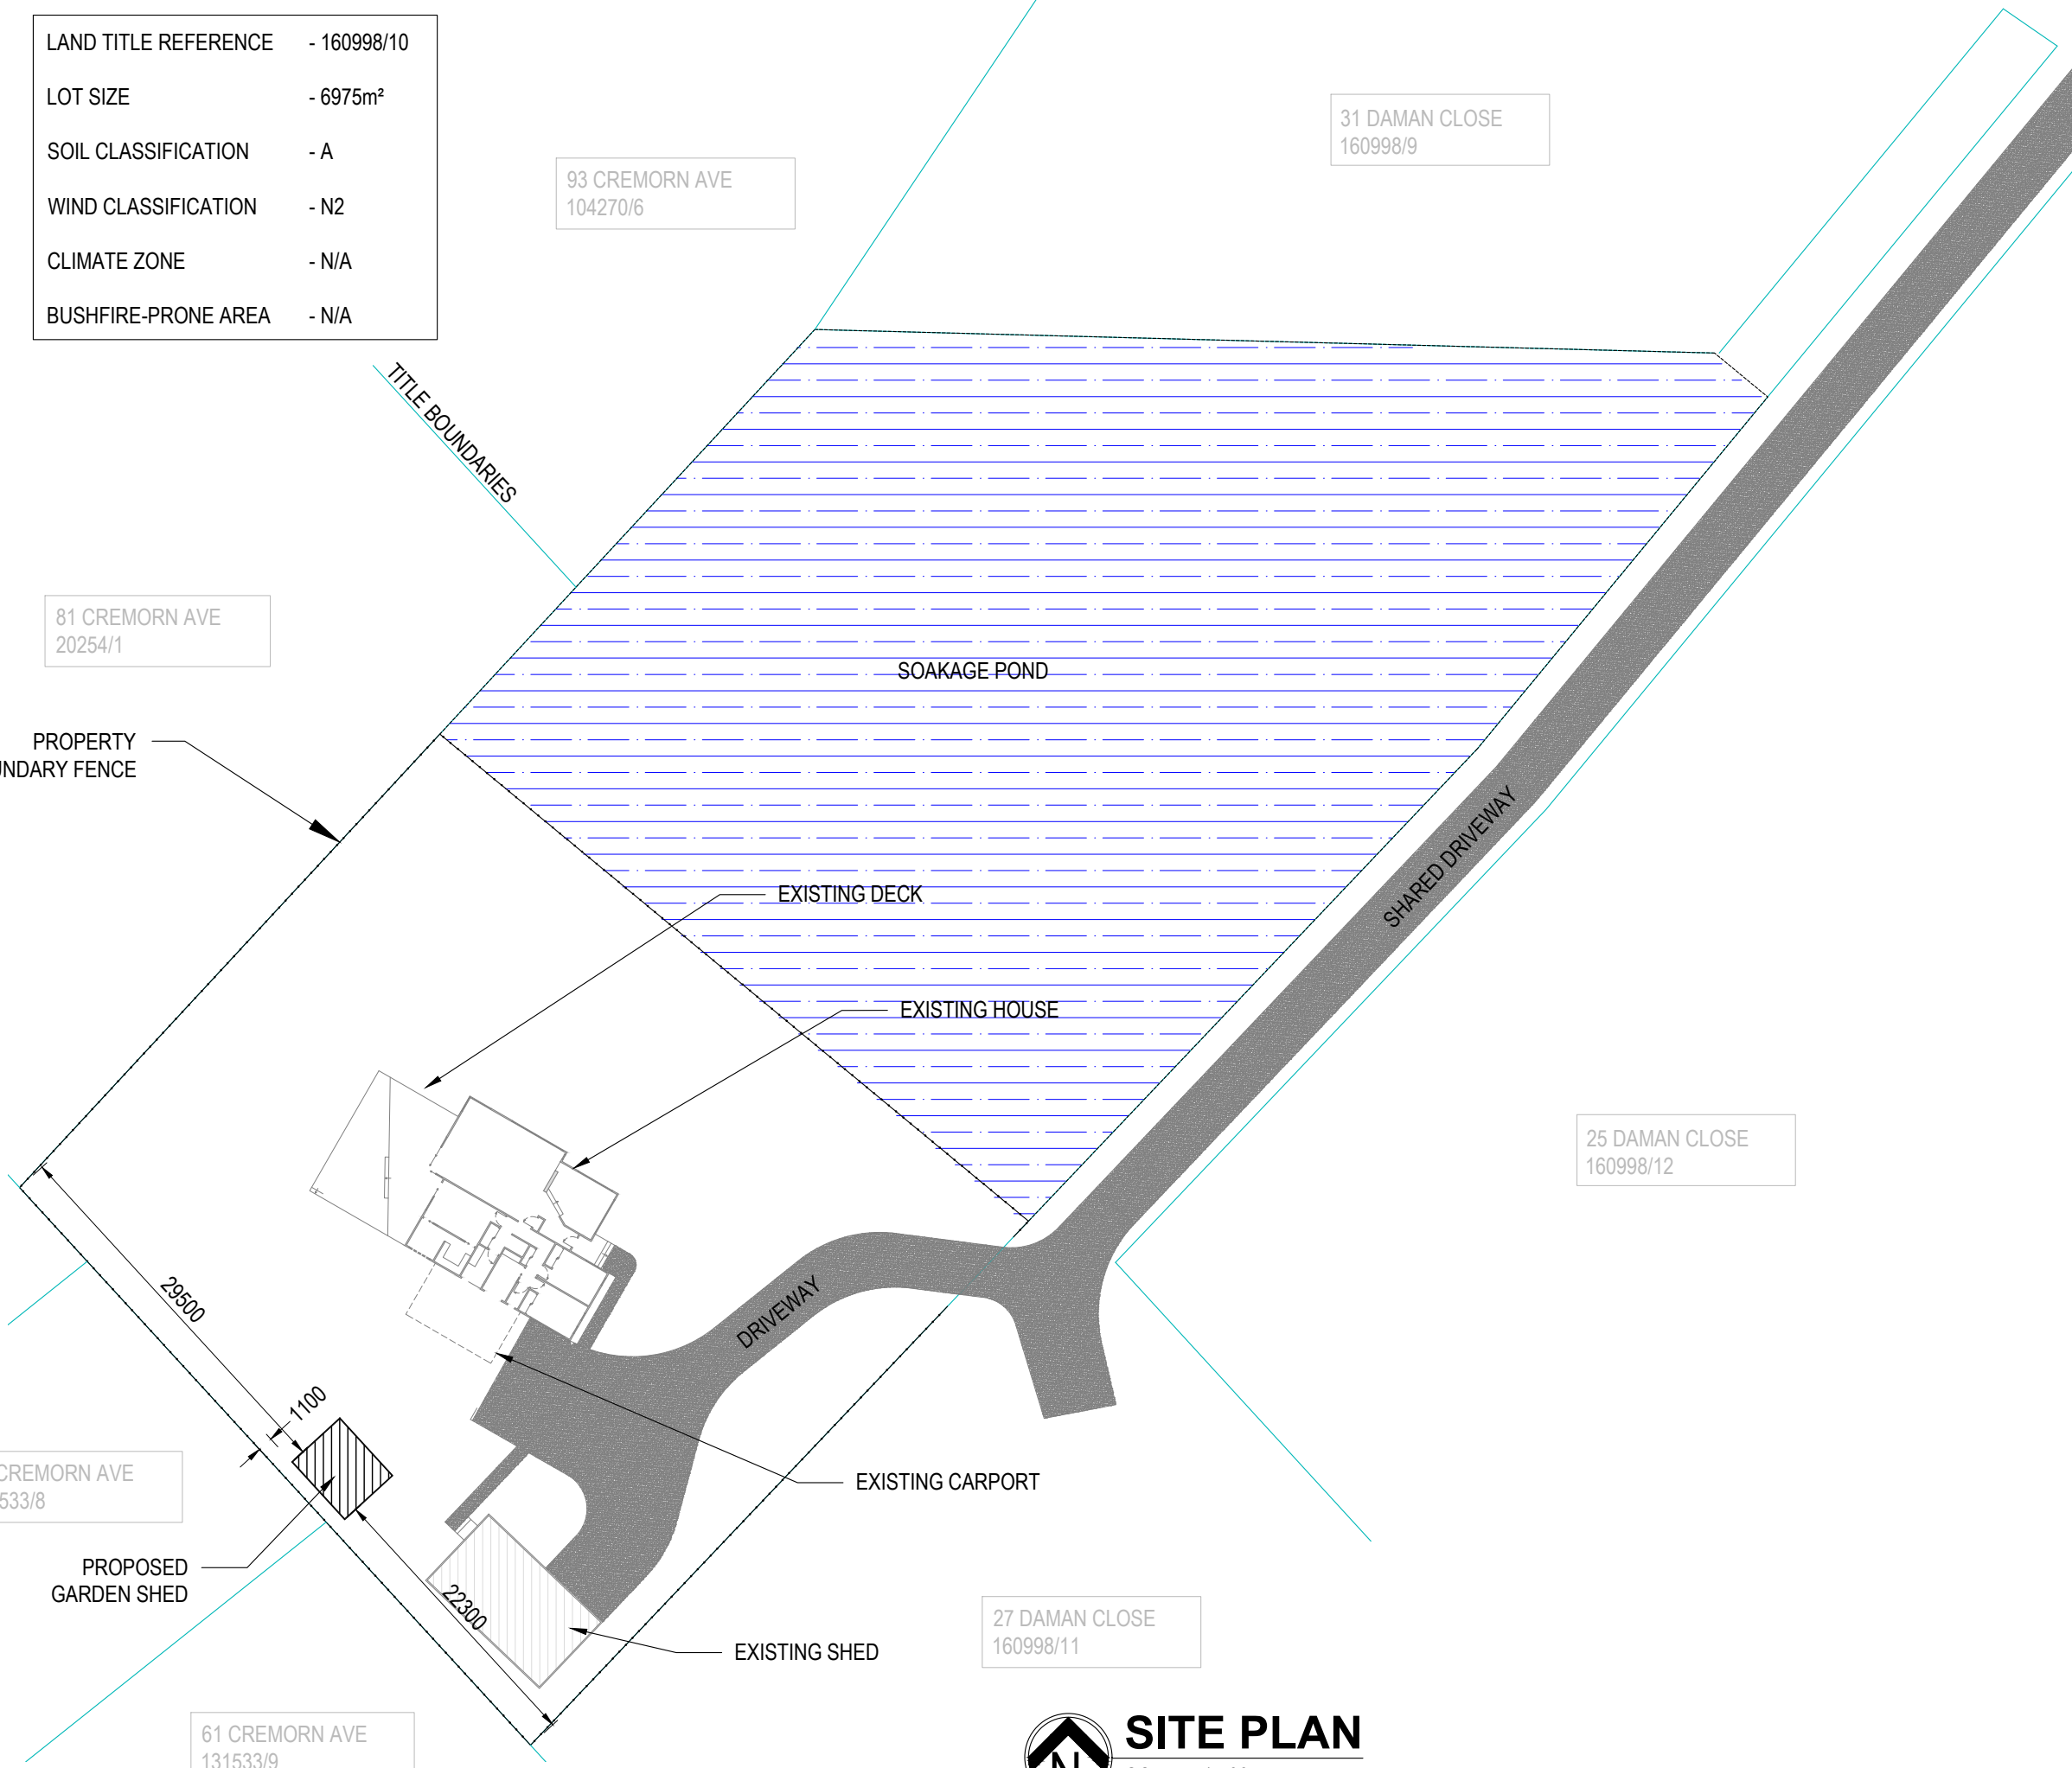 LAND TITLE REFERENCE - 160998/10
LOT SIZE - 6975m²
SOIL CLASSIFICATION - A
WIND CLASSIFICATION - N2
CLIMATE ZONE - N/A
BUSHFIRE-PRONE AREA - N/A
31 DAMAN CLOSE
160998/9
93 CREMORN AVE
104270/6
TITLE BOUNDARIES
81 CREMORN AVE
20254/1
SOAKAGE POND
PROPERTY
UNDARY FENCE
SHARED DRIVEWAY
EXISTING DECK
EXISTING HOUSE
25 DAMAN CLOSE
160998/12
29500
DRIVEWAY
1100
CREMORN AVE
533/8
EXISTING CARPORT
PROPOSED
GARDEN SHED
22300
27 DAMAN CLOSE
160998/11
EXISTING SHED
61 CREMORN AVE
131533/9
N
SITE PLAN